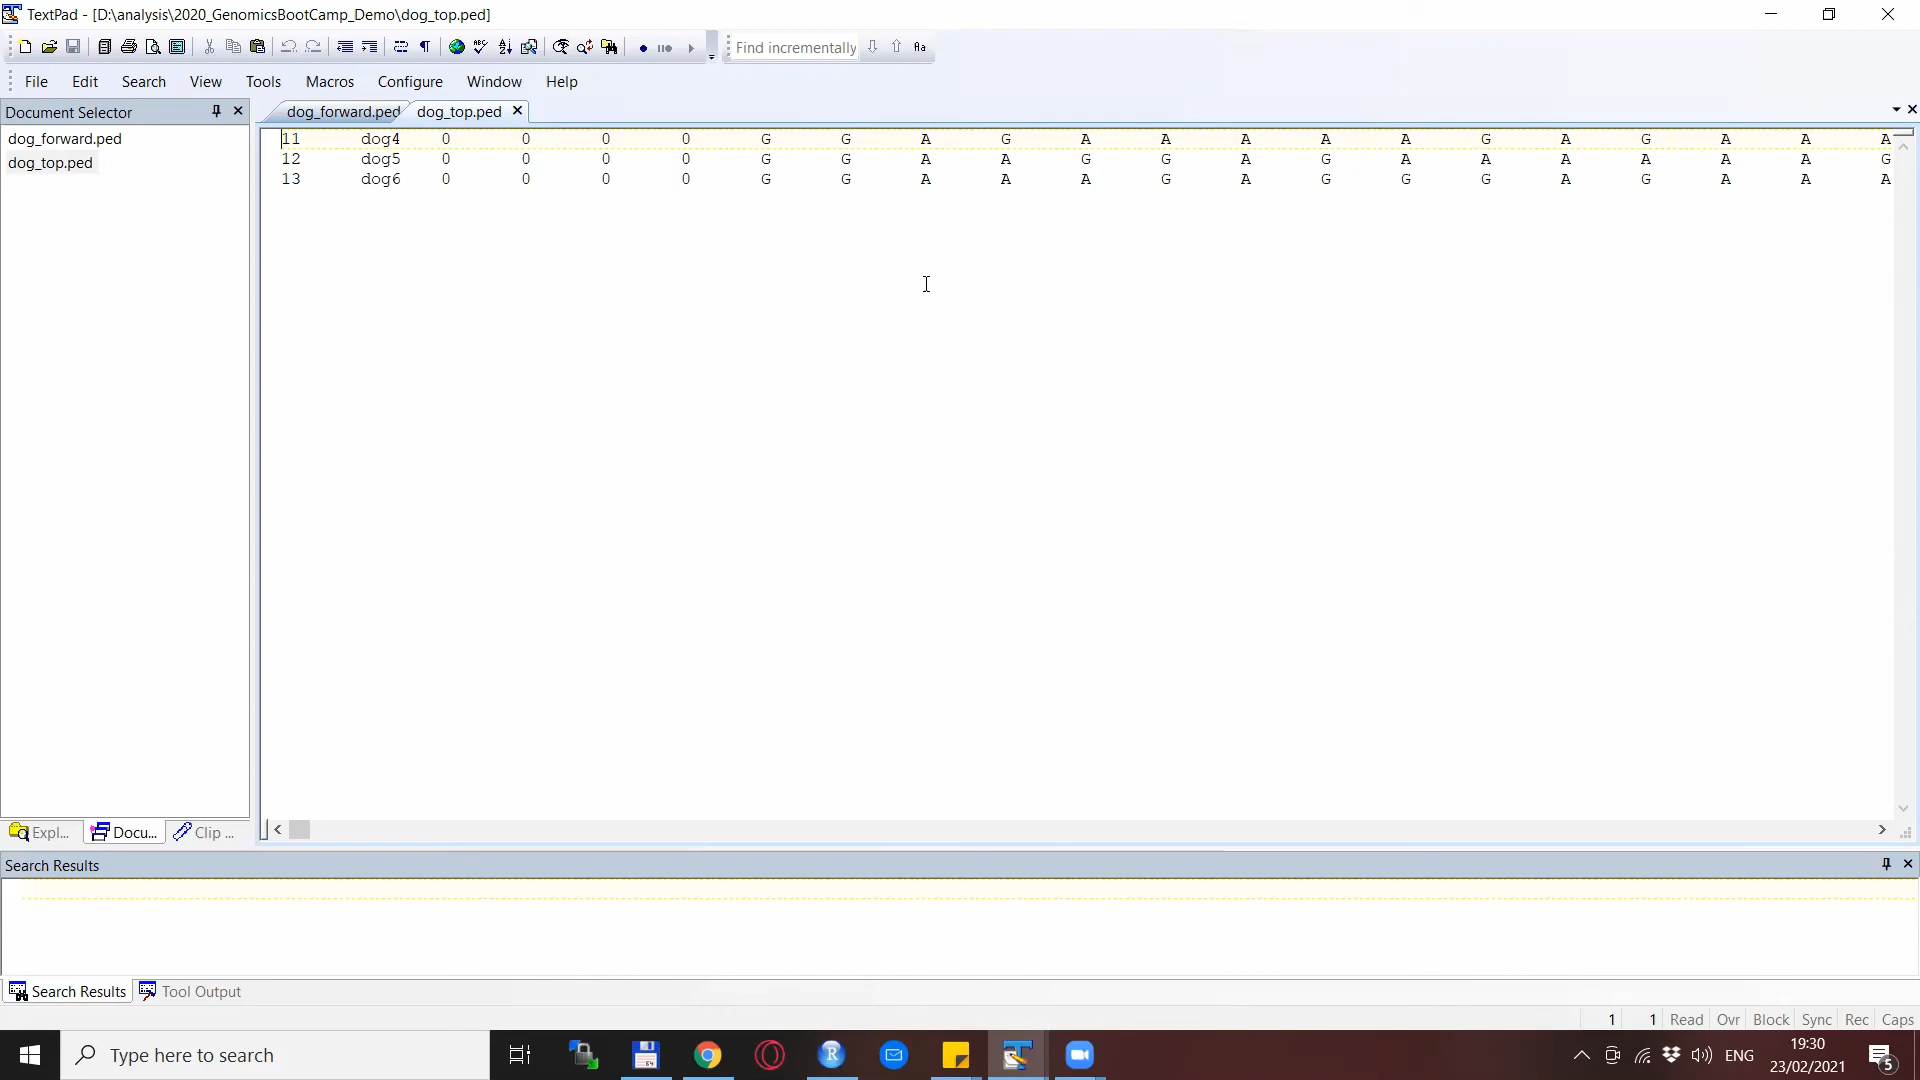 TextPad - [D:\analysis\2020_GenomicsBootCamp_Demo\dog_top.ped]
Find incrementally
File Edit Search View Tools Macros Configure Window Help
Document Selector
dog_forward.ped dog_top.ped
dog_forward.ped
dog_top.ped
11 dog4 0 0 0 0 G G A G A A A A A G A G A A A
12 dog5 0 0 0 0 G G A A G G A G A A A A A A G
13 dog6 0 0 0 0 G G A A A G A G G G A G A A A
Expl... Docu... Clip ...
Search Results
Search Results Tool Output
1 1 Read Ovr Block Sync Rec Caps
Type here to search
ENG
19:30
23/02/2021
5